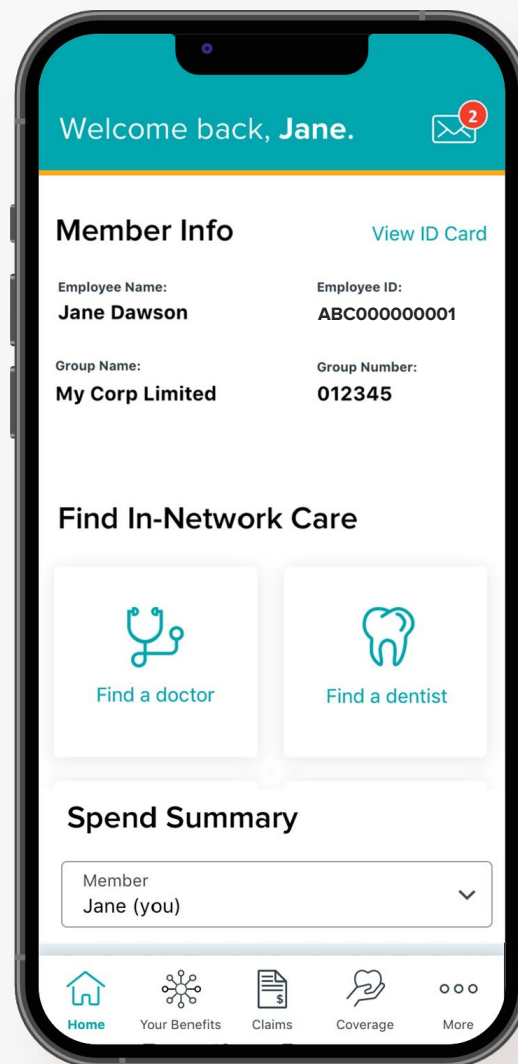 Welcome back, Jane.
2
Member Info
View ID Card
Employee Name:
Employee ID:
Jane Dawson
ABC000000001
Group Name:
Group Number:
My Corp Limited
012345
Find In-Network Care
Find a doctor
Find a dentist
Spend Summary
Member
Jane (you)
$
Home
Your Benefits
Claims
Coverage
More